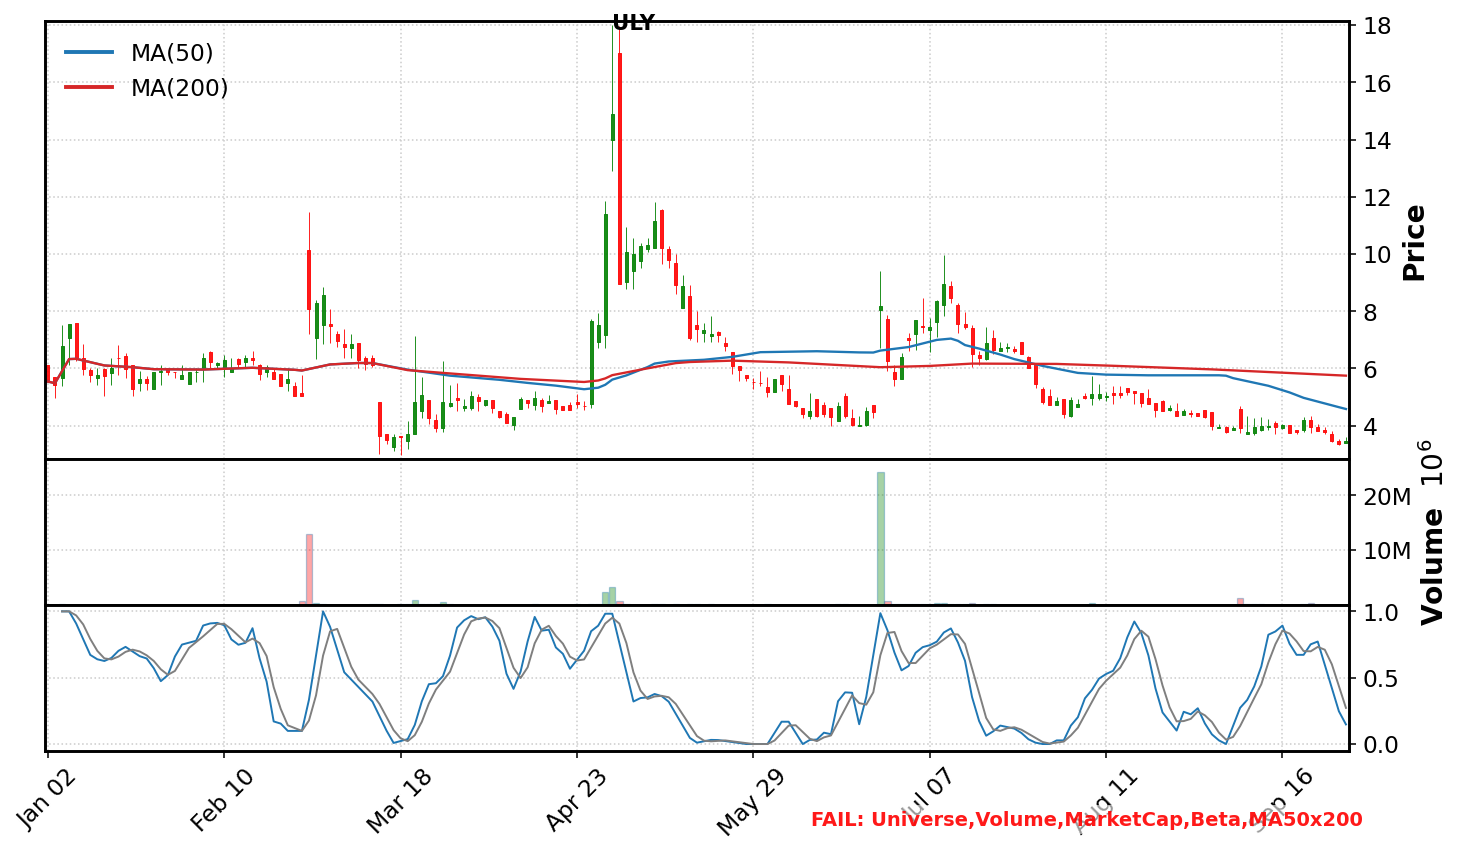 ULY
MA(50)
MA(200)
18
16
14
12
10
8
6
4
Price
20M
10M
Volume 10⁶
1.0
0.5
0.0
Jan 02
Feb 10
Mar 18
Apr 23
May 29
Jul 07
Aug 11
Sep 16
FAIL: Universe,Volume,MarketCap,Beta,MA50x200